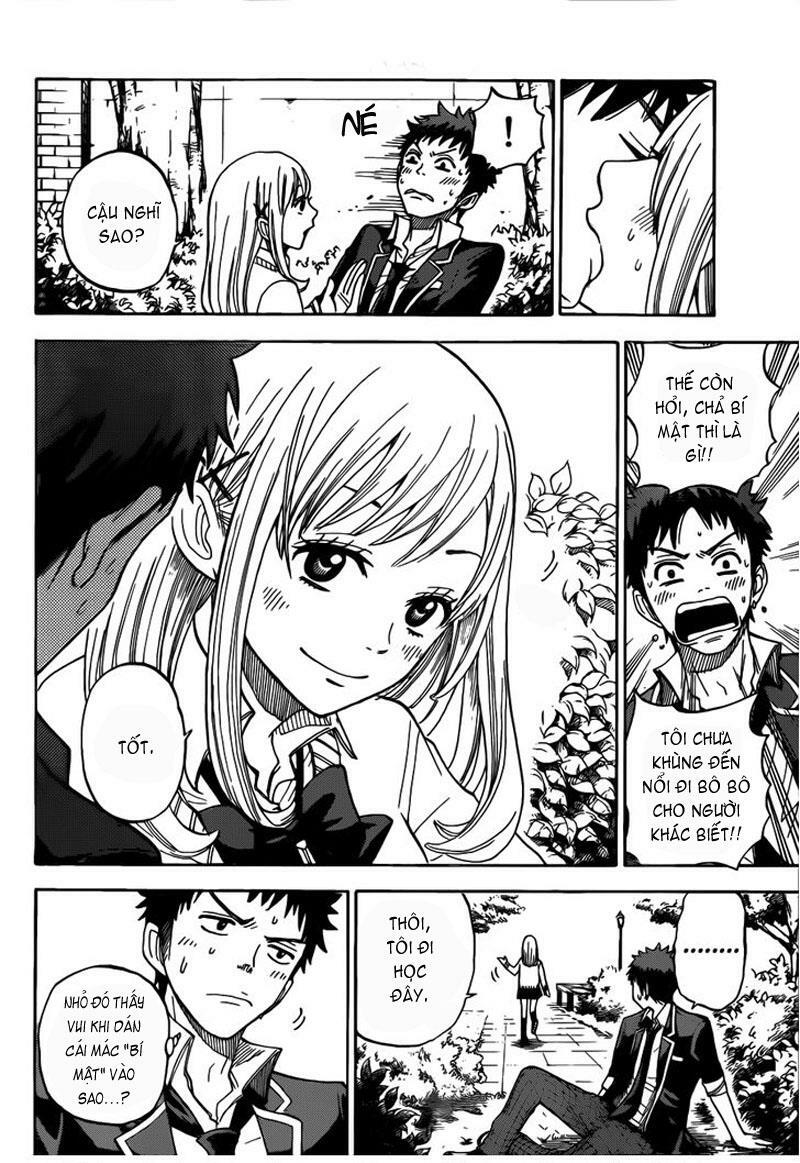 !
NÉ
CẬU NGHĨ
SAO?
THẾ CÒN
HỎI, CHẢ BÍ
MẬT THÌ LÀ
GÌ!!
TÔI CHƯA
KHÙNG ĐẾN
NỔI ĐI BÔ BÔ
CHO NGƯỜI
KHÁC BIẾT!!
TỐT.
..........
THÔI,
TÔI ĐI
HỌC
ĐÂY.
NHỎ ĐÓ THẤY
VUI KHI DÁN
CÁI MÁC "BÍ
MẬT" VÀO
SAO...?